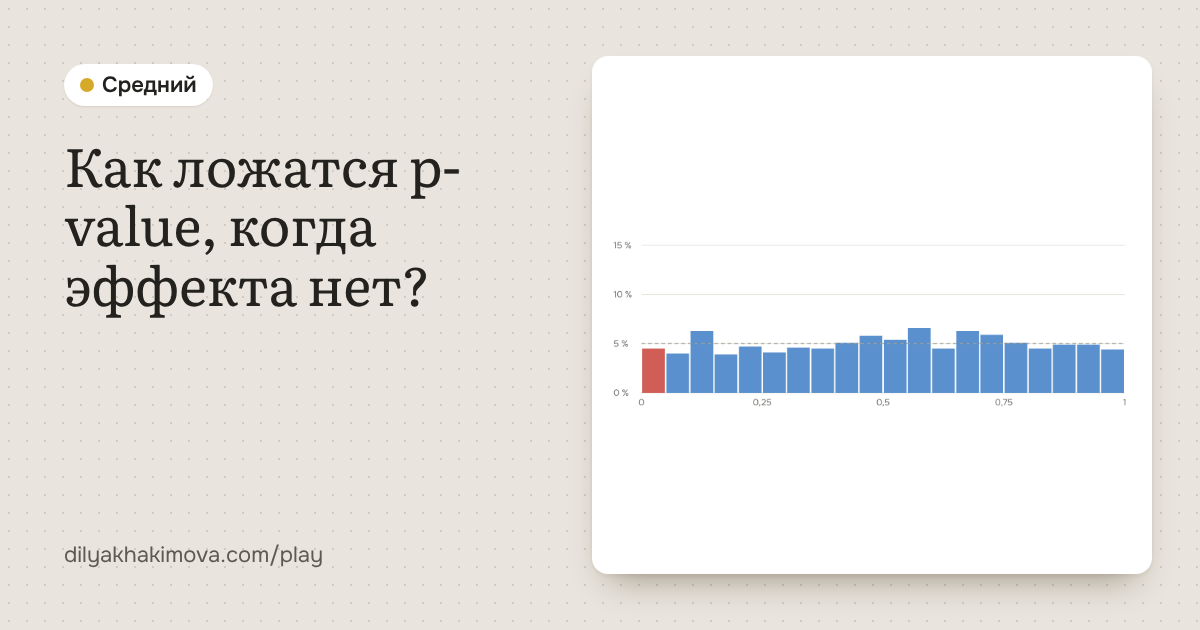 Средний
Как ложатся p-
value, когда
эффекта нет?
15 %
10 %
5 %
0 %
0
0,25
0,5
0,75
1
dilyakhakimova.com/play